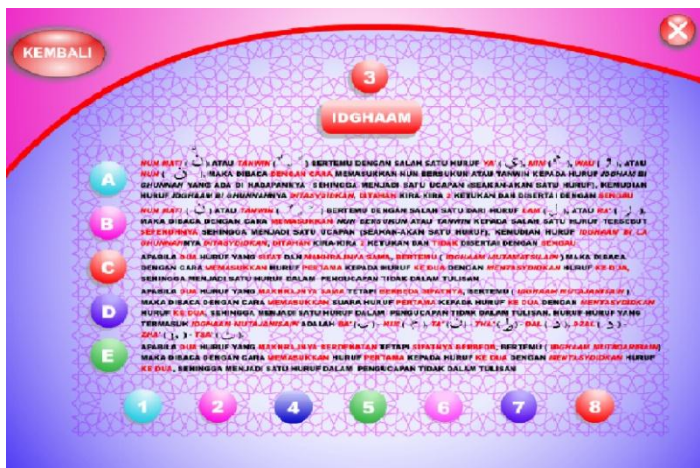 KEMBALI
X
3
IDGHAAM
A
NUN MATI ( نْ ) ATAU TANWIN ( ) BERTEMU DENGAN SALAH SATU HURUF YA' ( ي ), MIM ( م ), WAU ( و ), ATAU
NUN ( ن ), MAKA DIBACA DENGAN CARA MEMASUKKAN NUN BERSUKUN ATAU TANWIN KEPADA HURUF IDGHAM BI
GHUNNAH YANG ADA DI HADAPANNYA SEHINGGA MENJADI SATU UCAPAN (SEAKAN-AKAN SATU HURUF), KEMUDIAN
HURUF IDGHAAM BI GHUNNAHNYA DITASYDIDKAN, DITAHAN KIRA-KIRA 2 KETUKAN DAN DISERTAI DENGAN SENGAU
B
NUN MATI ( ) ATAU TANWIN ( ) BERTEMU DENGAN SALAH SATU DARI HURUF LAM ( ل ), ATAU RA' ( ر ),
MAKA DIBACA DENGAN CARA MEMASUKKAN NUN BERSUKUN ATAU TANWIN KEPADA SALAH SATU HURUF TERSEBUT
SEPENUHNYA SEHINGGA MENJADI SATU UCAPAN (SEAKAN-AKAN SATU HURUF), KEMUDIAN HURUF IDGHAAM BI LA
GHUNNAHNYA DITASYDIDKAN, DITAHAN KIRA-KIRA 2 KETUKAN DAN TIDAK DISERTAI DENGAN SENGAU
C
APABILA DUA HURUF YANG SIFAT DAN MAKHRAJNYA SAMA, BERTEMU ( IDGHAAM MUTAMATSILAIN ) MAKA DIBACA
DENGAN CARA MEMASUKKAN HURUF PERTAMA KEPADA HURUF KE DUA DENGAN MENTASYDIDKAN HURUF KE DUA,
SEHINGGA MENJADI SATU HURUF DALAM PENGUCAPAN TIDAK DALAM TULISAN
D
APABILA DUA HURUF YANG MAKHRAJNYA SAMA TETAPI BERBEDA SIFATNYA, BERTEMU ( IDGHAAM MUTAJANISAIN )
MAKA DIBACA DENGAN CARA MEMASUKKAN SUARA HURUF PERTAMA KEPADA HURUF KE DUA DENGAN MENTASYDIDKAN
HURUF KE DUA, SEHINGGA MENJADI SATU HURUF DALAM PENGUCAPAN TIDAK DALAM TULISAN. HURUF-HURUF YANG
TERMASUK IDGHAAM MUTAJANISAIN ADALAH BA' ( ب ) - MIM ( م ), TA' ( ت ) - THA' ( ط ) - DAL ( د ), DZAL ( ذ ) -
ZHA' ( ظ ) - TSA' ( ث ).
E
APABILA DUA HURUF YANG MAKHRAJNYA BERDEKATAN TETAPI SIFATNYA BERBEDA, BERTEMU ( IDGHAAM MUTAQARIBAIN)
MAKA DIBACA DENGAN CARA MEMASUKKAN HURUF PERTAMA KEPADA HURUF KE DUA DENGAN MENTASYDIDKAN HURUF
KE DUA, SEHINGGA MENJADI SATU HURUF DALAM PENGUCAPAN TIDAK DALAM TULISAN
1 2 4 5 6 7 8